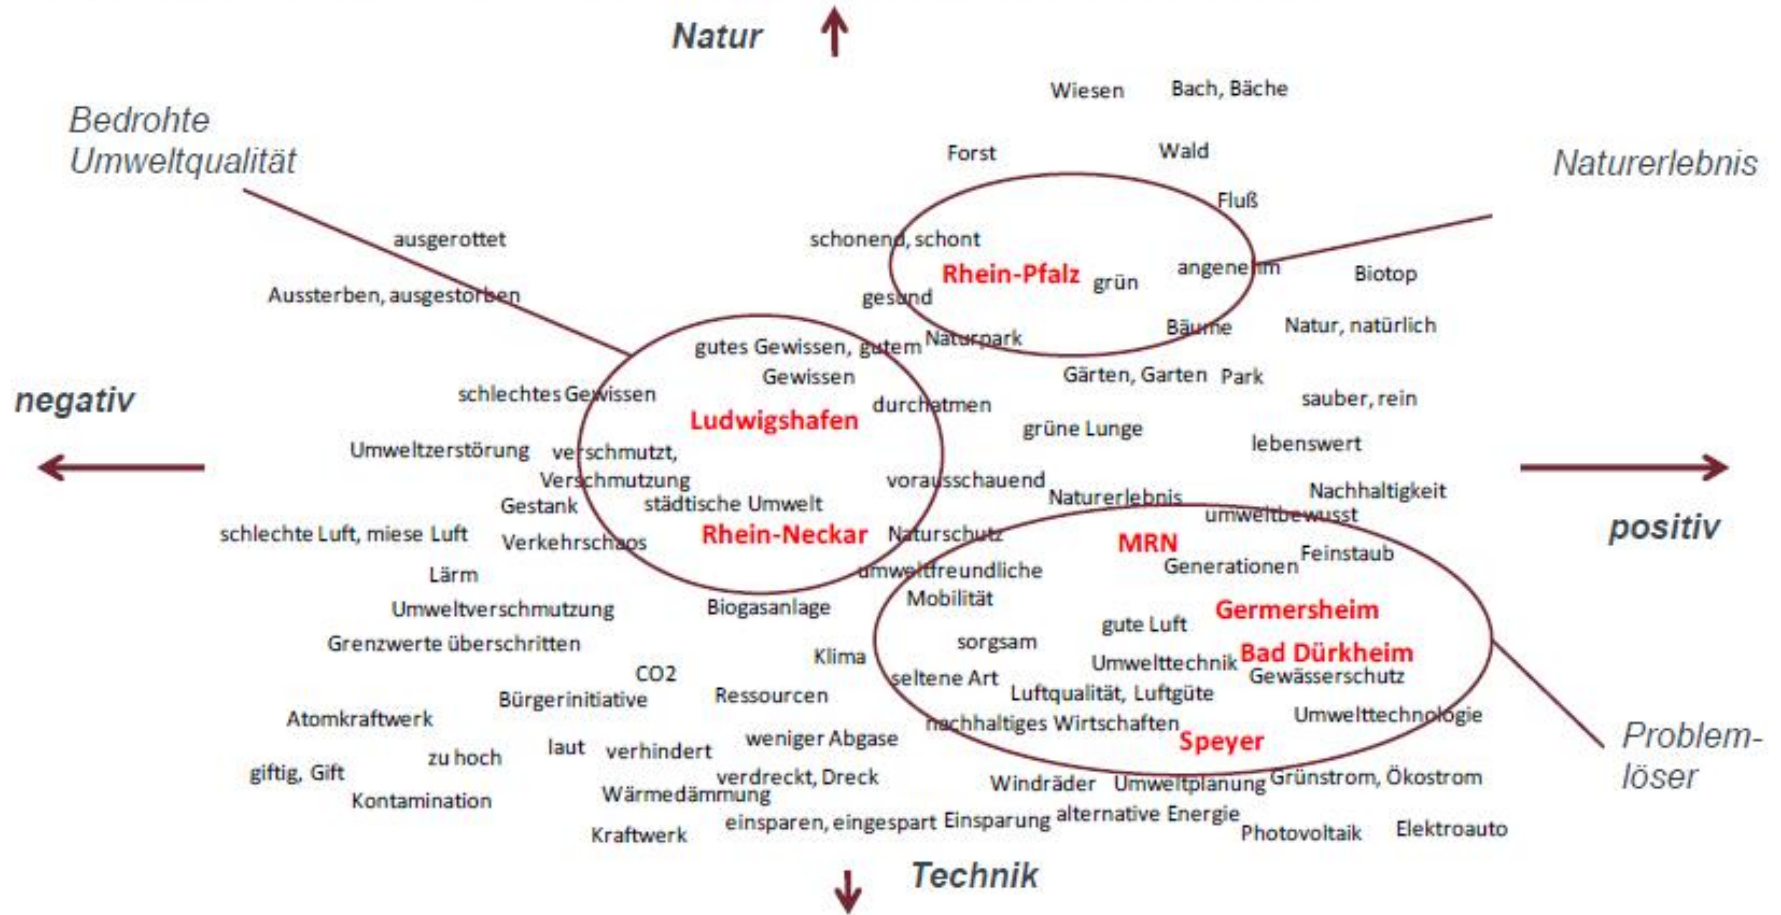 Natur
Wiesen
Bach, Bäche
Bedrohte
Umweltqualität
Forst
Wald
Naturerlebnis
Fluß
ausgerottet
schonend, schont
Rhein-Pfalz
grün
angenehm
Biotop
Aussterben, ausgestorben
gesund
Naturpark
Bäume
Natur, natürlich
gutes Gewissen, gutem
Gewissen
Gärten, Garten
Park
negativ
schlechtes Gewissen
durchatmen
sauber, rein
Ludwigshafen
grüne Lunge
lebenswert
Umweltzerstörung
verschmutzt,
Verschmutzung
vorausschauend
Naturerlebnis
Nachhaltigkeit
Gestank
städtische Umwelt
umweltbewusst
positiv
schlechte Luft, miese Luft
Verkehrschaos
Rhein-Neckar
Naturschutz
MRN
Feinstaub
Generationen
Lärm
umweltfreundliche
Mobilität
Umweltverschmutzung
Biogasanlage
Germersheim
gute Luft
Grenzwerte überschritten
sorgsam
Klima
Umwelttechnik
Bad Dürkheim
CO2
seltene Art
Gewässerschutz
Bürgerinitiative
Ressourcen
Luftqualität, Luftgüte
Atomkraftwerk
nachhaltiges Wirtschaften
Umwelttechnologie
Problem-
löser
zu hoch
laut
verhindert
weniger Abgase
Speyer
giftig, Gift
verdreckt, Dreck
Windräder
Umweltplanung
Grünstrom, Ökostrom
Kontamination
Wärmedämmung
Kraftwerk
einsparen, eingespart
Einsparung
alternative Energie
Photovoltaik
Elektroauto
Technik